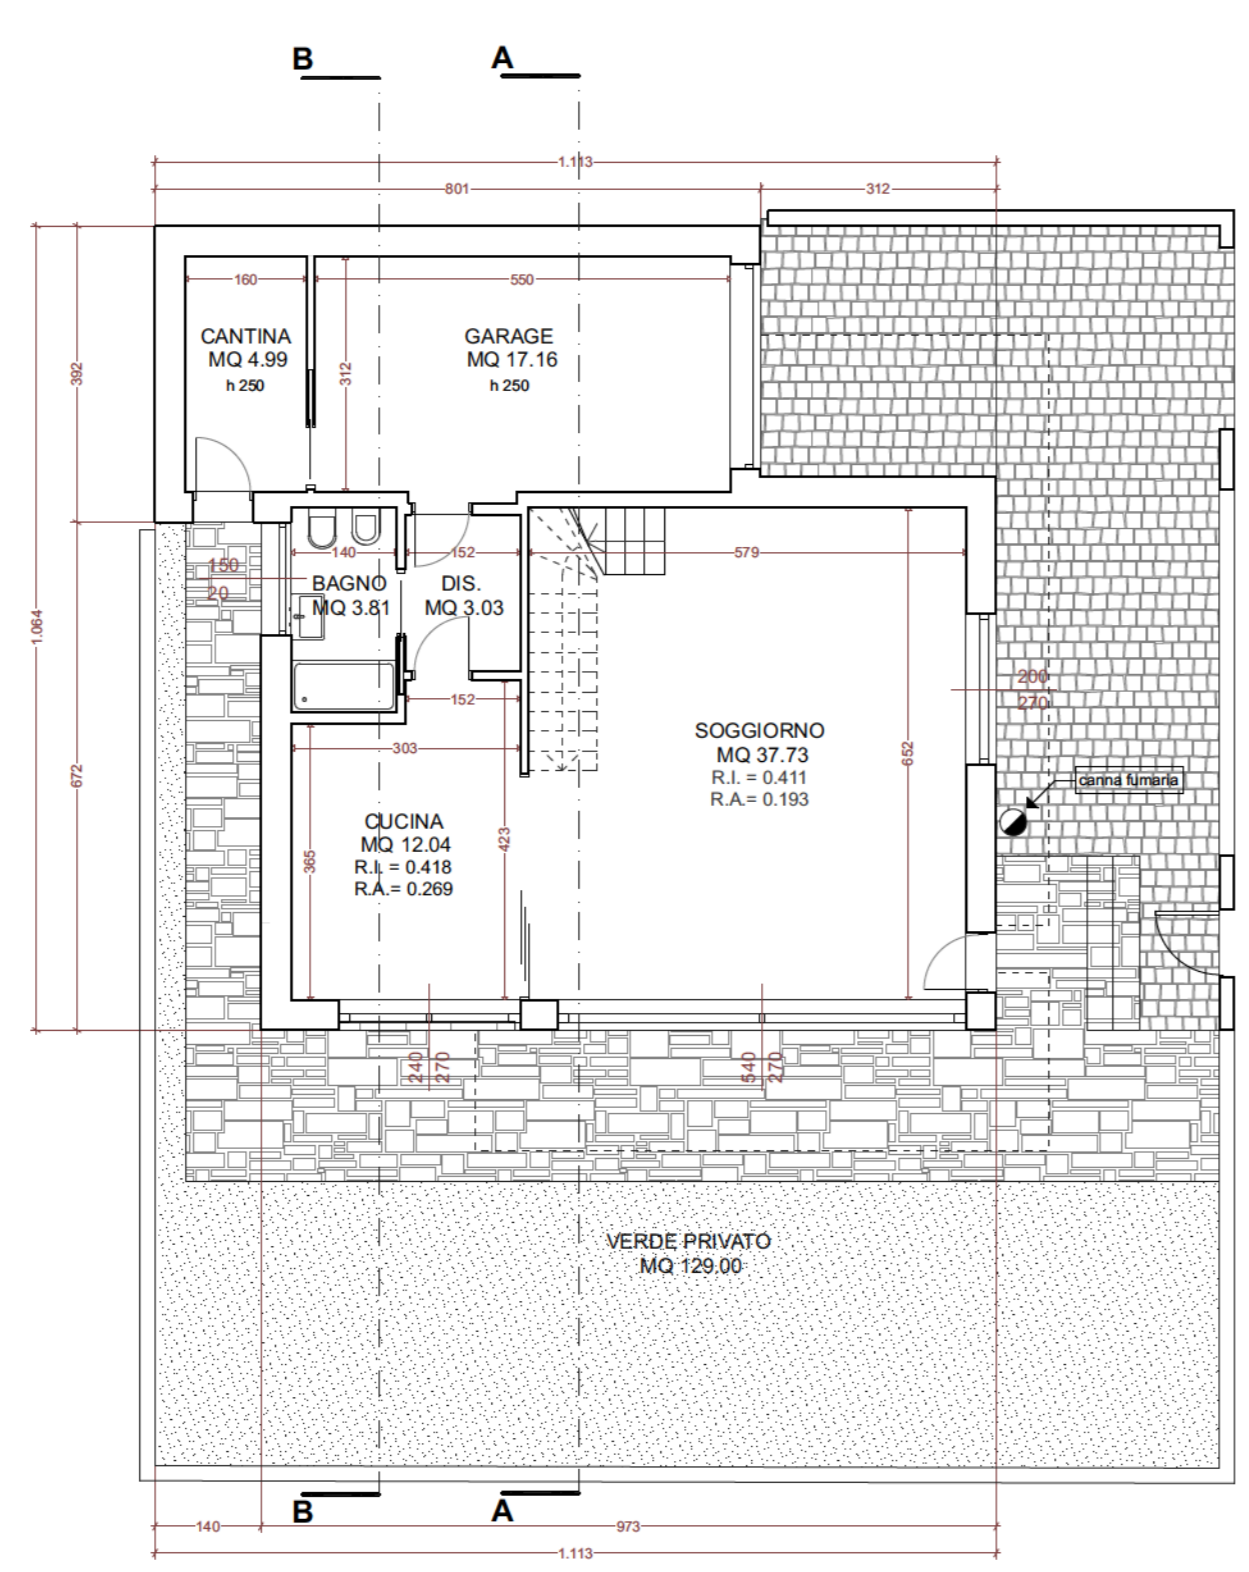 B
A
1.113
801
312
160
550
392
312
CANTINA
MQ 4.99
h 250
GARAGE
MQ 17.16
h 250
140
152
579
150
20
BAGNO
MQ 3.81
DIS.
MQ 3.03
1.064
200
270
152
303
SOGGIORNO
MQ 37.73
R.I. = 0.411
R.A.= 0.193
652
canna fumaria
672
CUCINA
MQ 12.04
R.I. = 0.418
R.A.= 0.269
365
423
240
270
540
270
VERDE PRIVATO
MQ 129.00
B
A
140
973
1.113